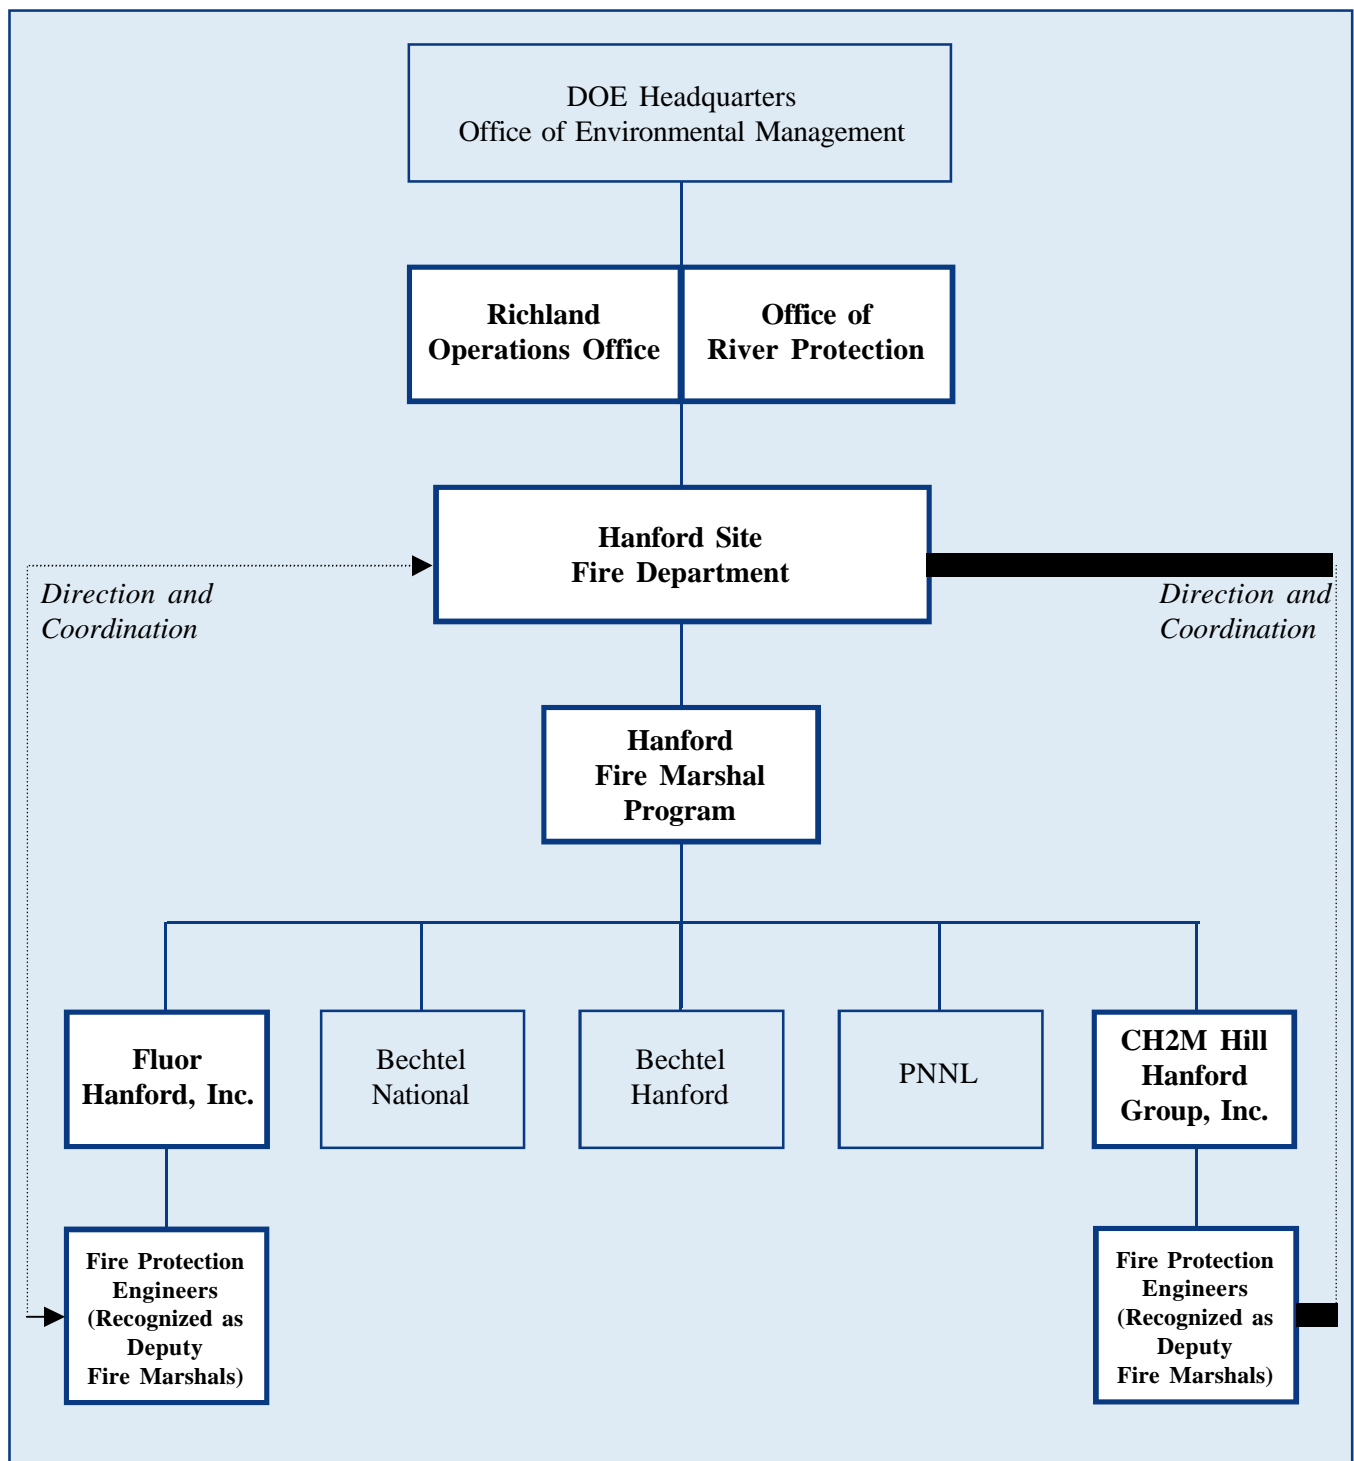 DOE Headquarters
Office of Environmental Management
Richland
Operations Office
Office of
River Protection
Hanford Site
Fire Department
Direction and
Coordination
Direction and
Coordination
Hanford
Fire Marshal
Program
Fluor
Hanford, Inc.
Bechtel
National
Bechtel
Hanford
PNNL
CH2M Hill
Hanford
Group, Inc.
Fire Protection
Engineers
(Recognized as
Deputy
Fire Marshals)
Fire Protection
Engineers
(Recognized as
Deputy
Fire Marshals)